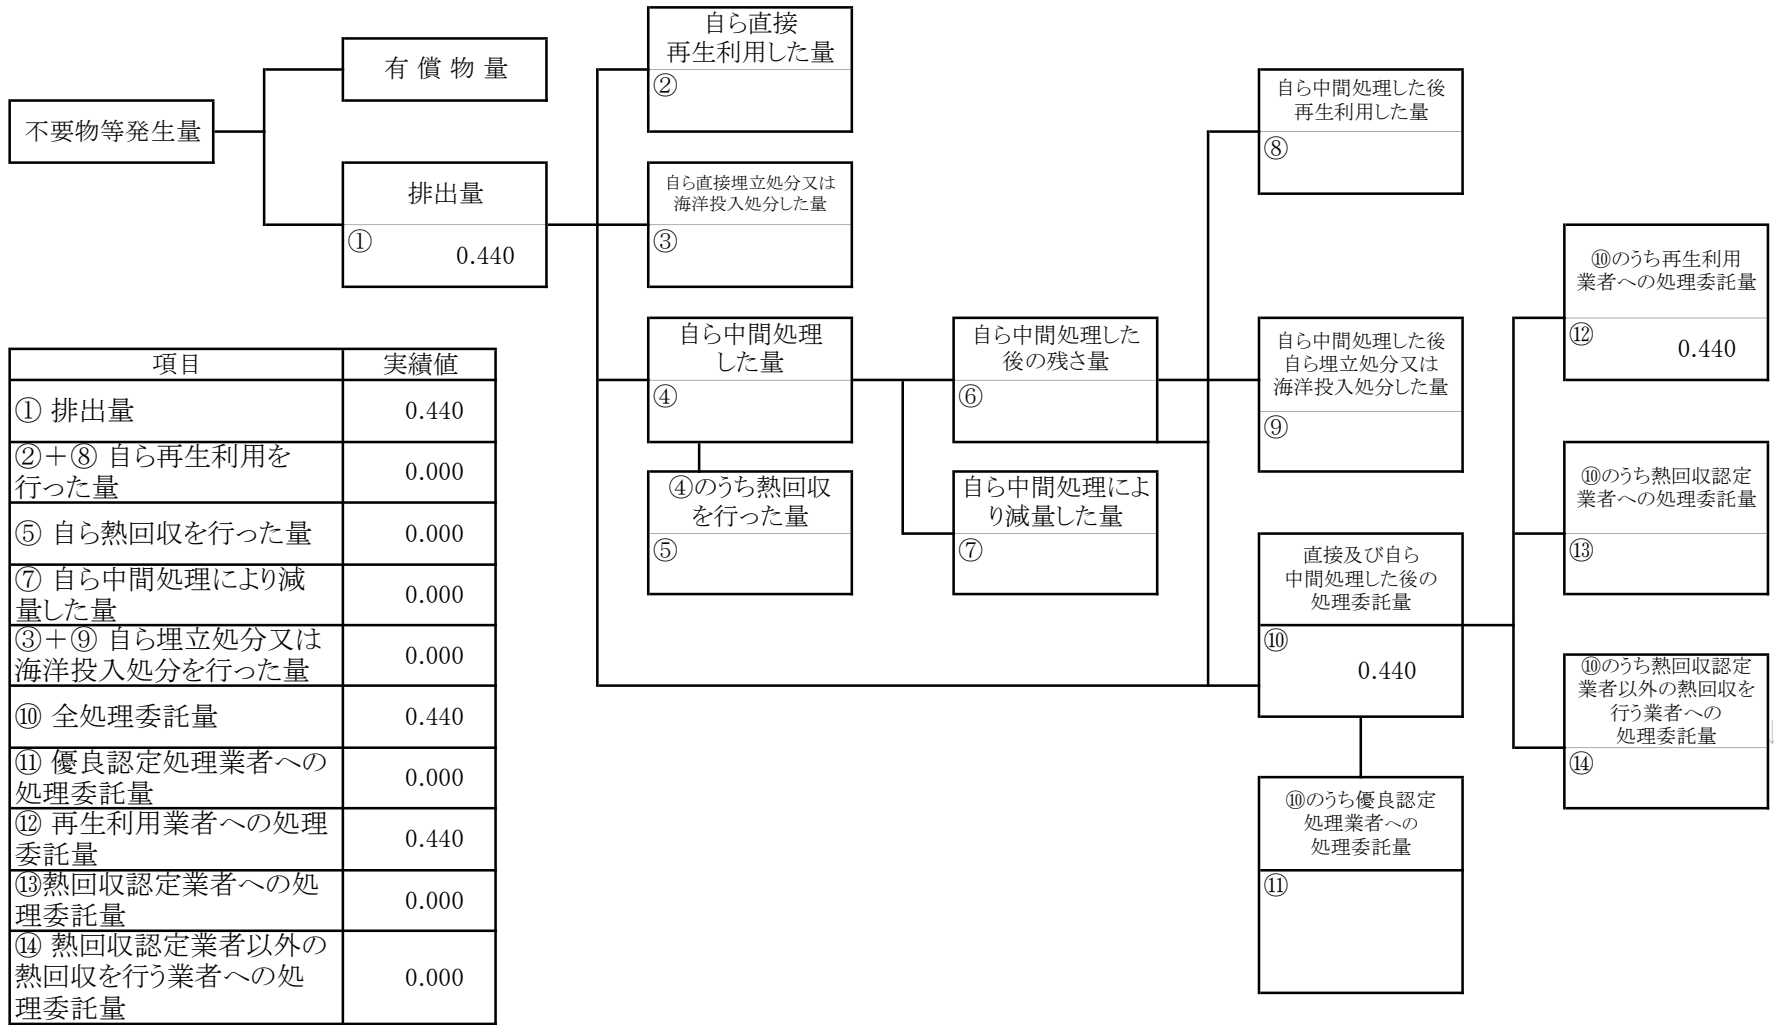 不要物等発生量
有 償 物 量
排出量
①
0.440
自ら直接
再生利用した量
②
自ら直接埋立処分又は
海洋投入処分した量
③
自ら中間処理
した量
④
④のうち熱回収
を行った量
⑤
自ら中間処理した
後の残さ量
⑥
自ら中間処理によ
り減量した量
⑦
自ら中間処理した後
再生利用した量
⑧
自ら中間処理した後
自ら埋立処分又は
海洋投入処分した量
⑨
直接及び自ら
中間処理した後の
処理委託量
⑩
0.440
⑩のうち優良認定
処理業者への
処理委託量
⑪
⑩のうち再生利用
業者への処理委託量
⑫
0.440
⑩のうち熱回収認定
業者への処理委託量
⑬
⑩のうち熱回収認定
業者以外の熱回収を
行う業者への
処理委託量
⑭
項目 実績値
① 排出量 0.440
②＋⑧ 自ら再生利用を
行った量 0.000
⑤ 自ら熱回収を行った量 0.000
⑦ 自ら中間処理により減
量した量 0.000
③＋⑨ 自ら埋立処分又は
海洋投入処分を行った量 0.000
⑩ 全処理委託量 0.440
⑪ 優良認定処理業者への
処理委託量 0.000
⑫ 再生利用業者への処理
委託量 0.440
⑬熱回収認定業者への処
理委託量 0.000
⑭ 熱回収認定業者以外の
熱回収を行う業者への処
理委託量 0.000